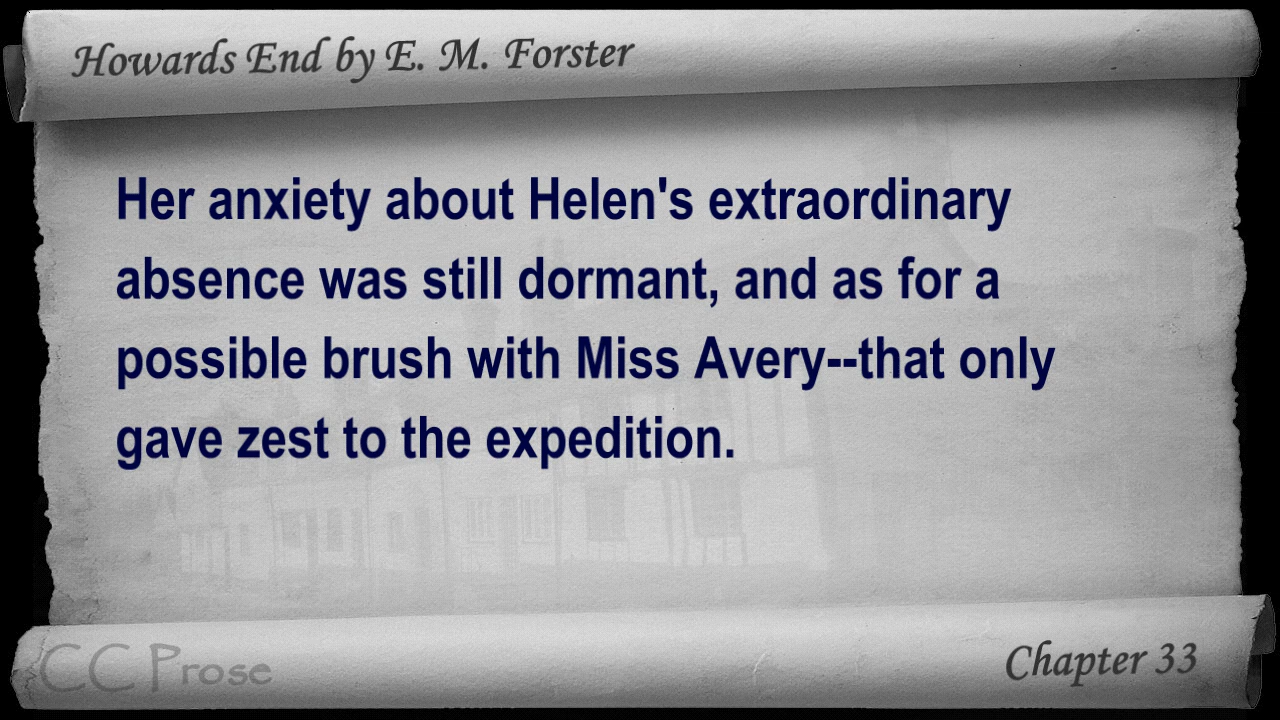 Howards End by E. M. Forster
Her anxiety about Helen's extraordinary
absence was still dormant, and as for a
possible brush with Miss Avery--that only
gave zest to the expedition.
CC Prose
Chapter 33